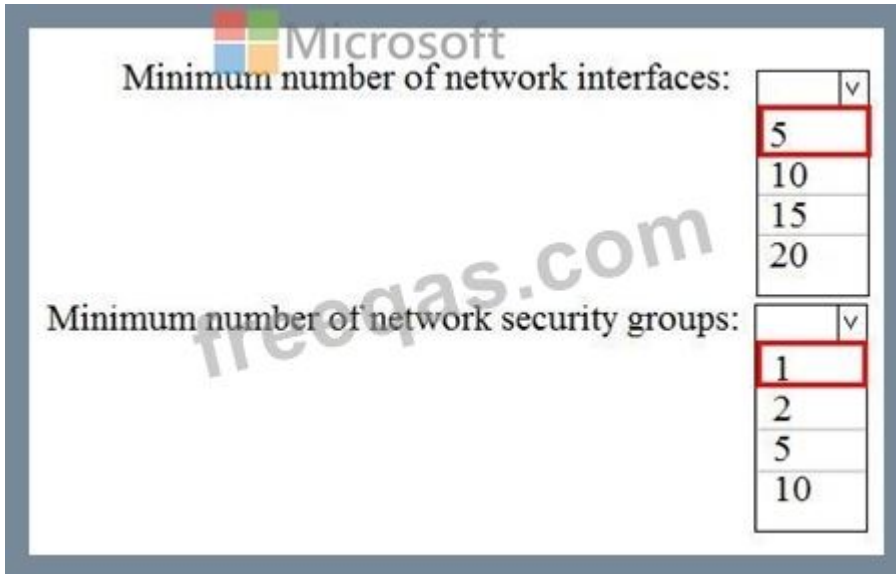 Microsoft
Minimum number of network interfaces:
v
5
10
15
20
freoqas.com
Minimum number of network security groups:
v
1
2
5
10